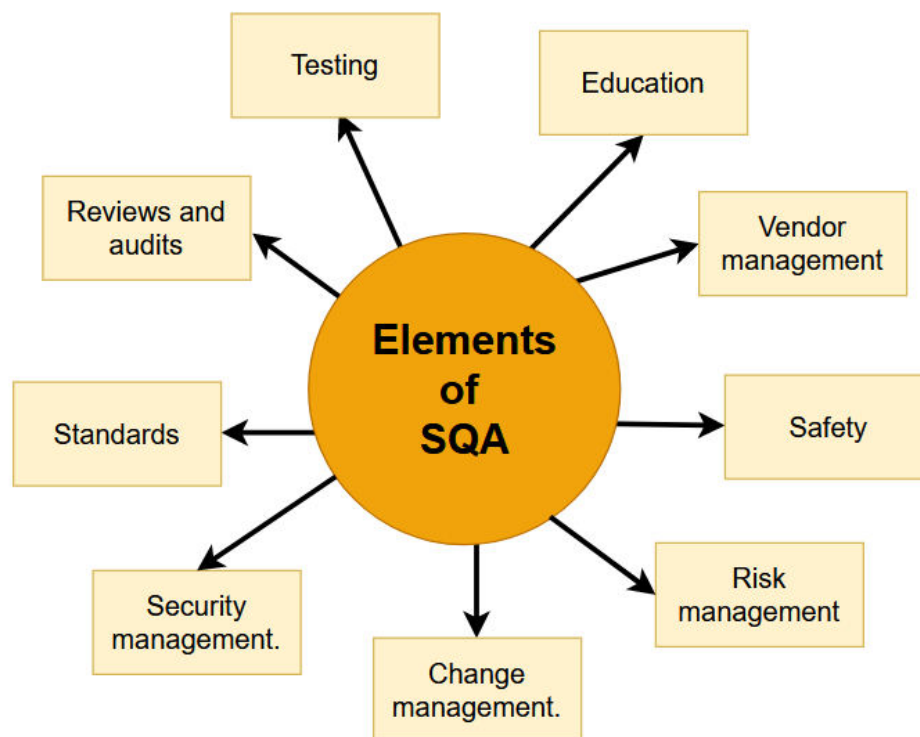 Testing
Education
Reviews and
audits
Vendor
management
Elements
of
SQA
Standards
Safety
Security
management.
Risk
management
Change
management.